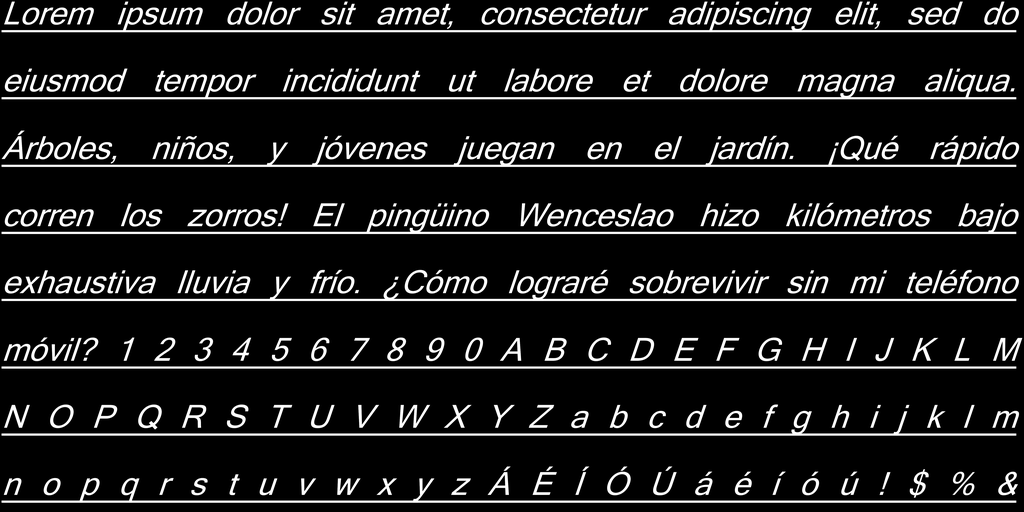 Lorem ipsum dolor sit amet, consectetur adipiscing elit, sed do
eiusmod tempor incididunt ut labore et dolore magna aliqua.
Árboles, niños, y jóvenes juegan en el jardín. ¡Qué rápido
corren los zorros! El pingüino Wenceslao hizo kilómetros bajo
exhaustiva lluvia y frío. ¿Cómo lograré sobrevivir sin mi teléfono
móvil? 1 2 3 4 5 6 7 8 9 0 A B C D E F G H I J K L M
N O P Q R S T U V W X Y Z a b c d e f g h i j k l m
n o p q r s t u v w x y z Á É Í Ó Ú á é í ó ú ! $ % &